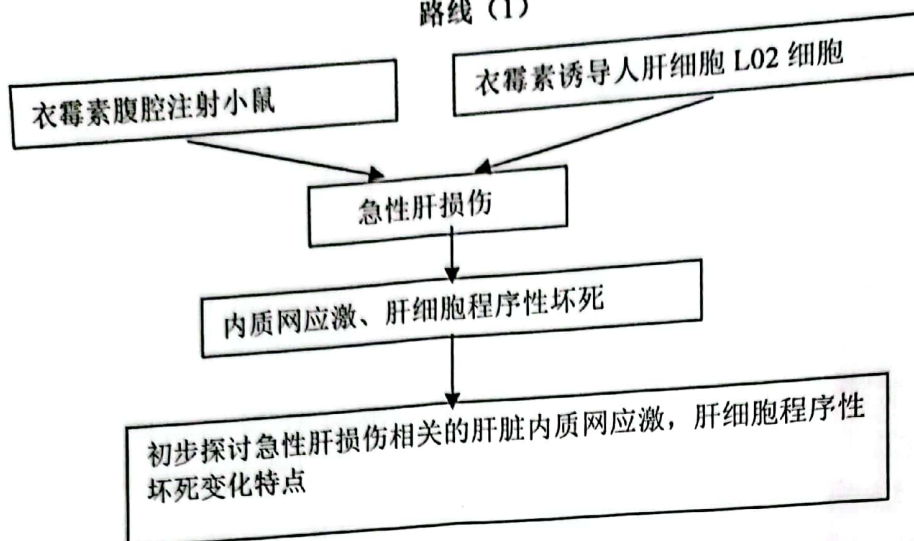 路线（1）
衣霉素腹腔注射小鼠
衣霉素诱导人肝细胞 L02 细胞
急性肝损伤
内质网应激、肝细胞程序性坏死
初步探讨急性肝损伤相关的肝脏内质网应激，肝细胞程序性
坏死变化特点